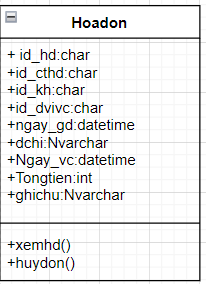 Hoadon
+ id_hd:char
+id_cthd:char
+id_kh:char
+id_dvivc:char
+ngay_gd:datetime
+dchi:Nvarchar
+Ngay_vc:datetime
+Tongtien:int
+ghichu:Nvarchar
+xemhd()
+huydon()